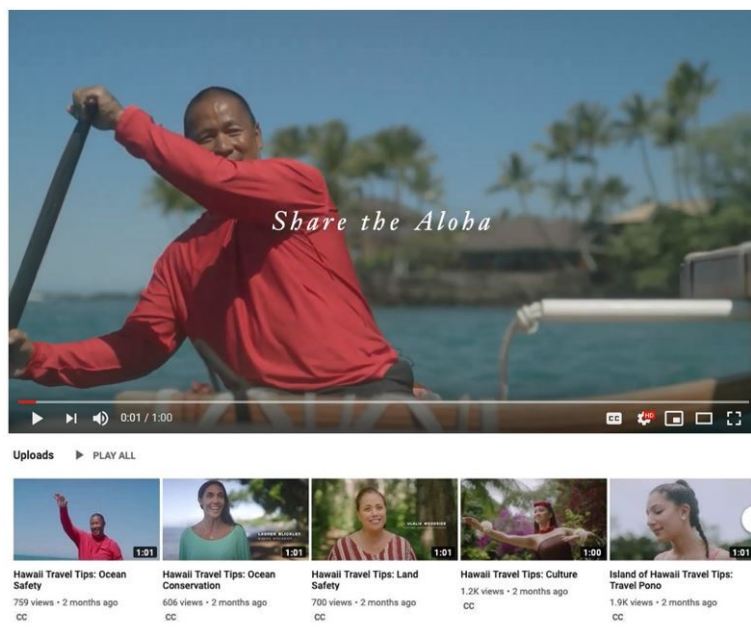 Share the Aloha
0:01 / 1:00
CC
HD
Uploads
PLAY ALL
1:01
1:01
1:01
1:00
1:01
Hawaii Travel Tips: Ocean
Safety
759 views • 2 months ago
CC
Hawaii Travel Tips: Ocean
Conservation
606 views • 2 months ago
CC
Hawaii Travel Tips: Land
Safety
700 views • 2 months ago
CC
Hawaii Travel Tips: Culture
1.2K views • 2 months ago
CC
Island of Hawaii Travel Tips:
Travel Pono
1.9K views • 2 months ago
CC